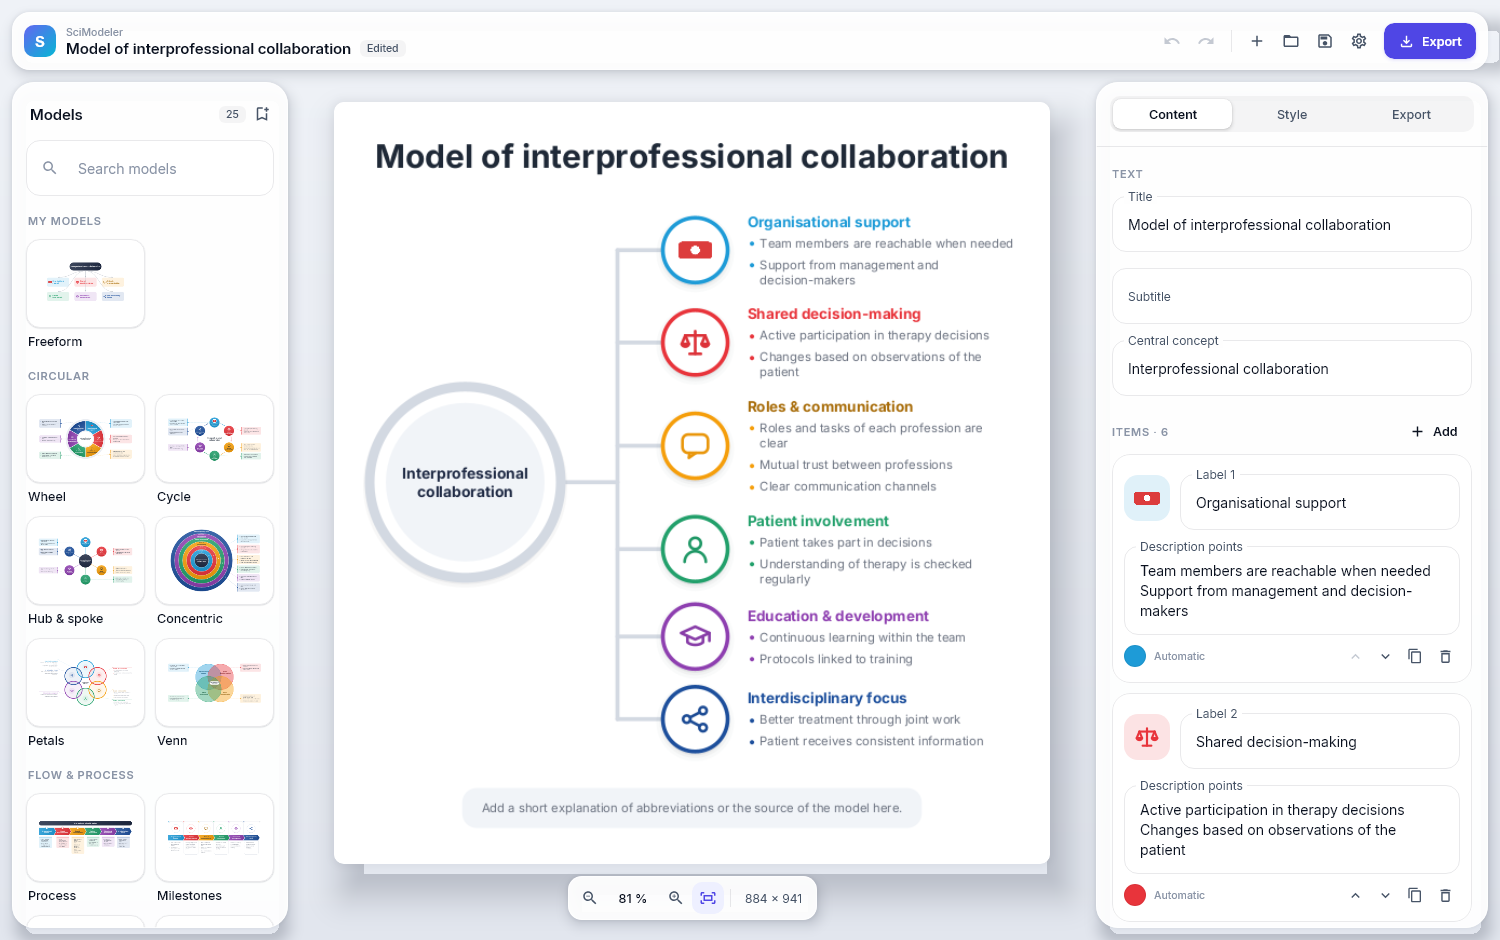 S
SciModeler
Model of interprofessional collaboration
Edited
Export
Models
25
Search models
MY MODELS
Freeform
CIRCULAR
Wheel
Cycle
Hub & spoke
Concentric
Petals
Venn
FLOW & PROCESS
Process
Milestones
Model of interprofessional collaboration
Interprofessional
collaboration
Organisational support
• Team members are reachable when needed
• Support from management and
decision-makers
Shared decision-making
• Active participation in therapy decisions
• Changes based on observations of the
patient
Roles & communication
• Roles and tasks of each profession are
clear
• Mutual trust between professions
• Clear communication channels
Patient involvement
• Patient takes part in decisions
• Understanding of therapy is checked
regularly
Education & development
• Continuous learning within the team
• Protocols linked to training
Interdisciplinary focus
• Better treatment through joint work
• Patient receives consistent information
Add a short explanation of abbreviations or the source of the model here.
81 %
884 × 941
Content
Style
Export
TEXT
Title
Model of interprofessional collaboration
Subtitle
Central concept
Interprofessional collaboration
ITEMS · 6
Add
Label 1
Organisational support
Description points
Team members are reachable when needed
Support from management and decision-
makers
Automatic
Label 2
Shared decision-making
Description points
Active participation in therapy decisions
Changes based on observations of the
patient
Automatic